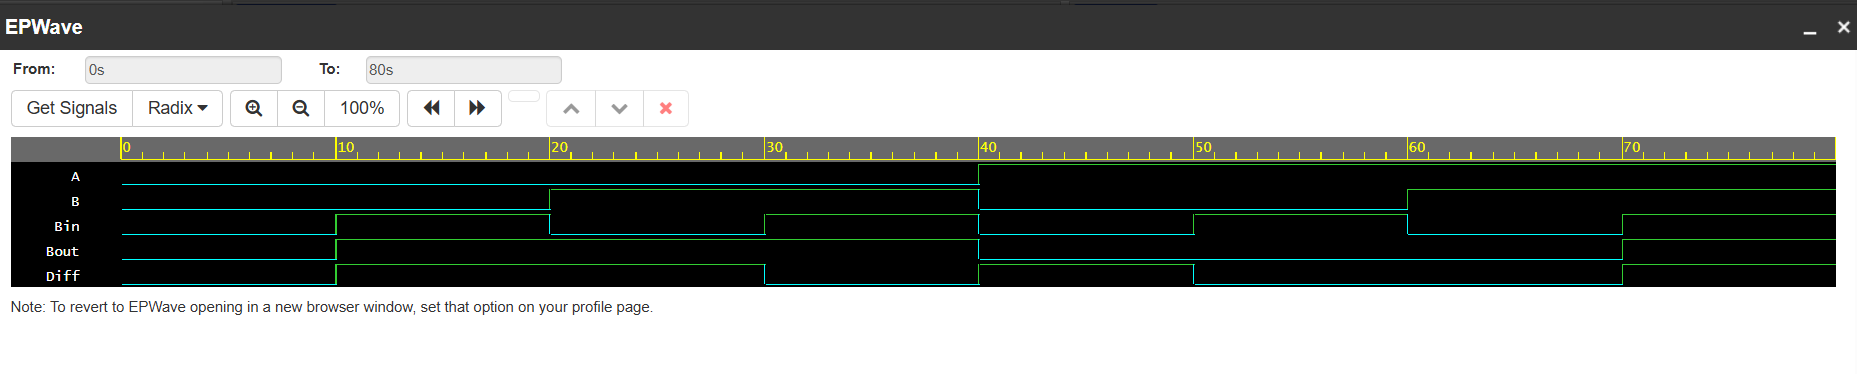 EPWave
From: 0s To: 80s
Get Signals Radix 100%
0 10 20 30 40 50 60 70
A
B
Bin
Bout
Diff
Note: To revert to EPWave opening in a new browser window, set that option on your profile page.